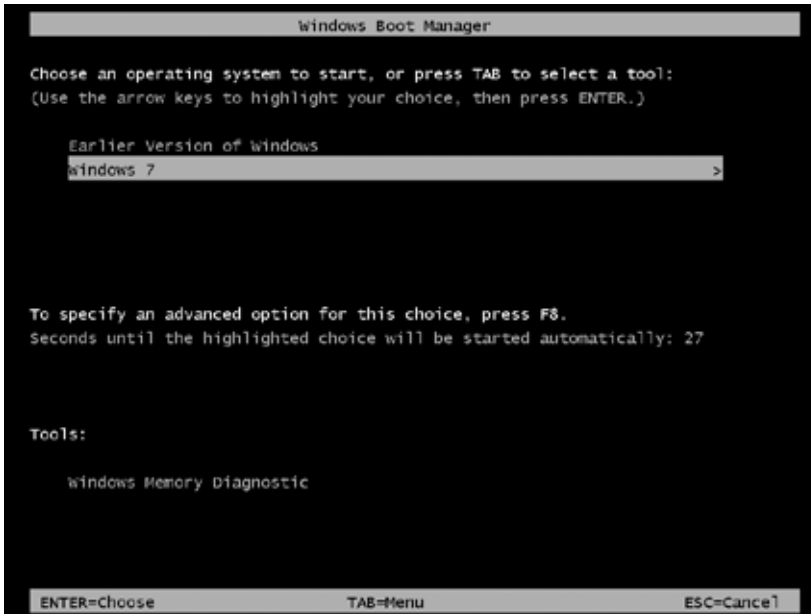 Windows Boot Manager
Choose an operating system to start, or press TAB to select a tool:
(Use the arrow keys to highlight your choice, then press ENTER.)
Earlier Version of Windows
Windows 7 >
To specify an advanced option for this choice, press F8.
Seconds until the highlighted choice will be started automatically: 27
Tools:
Windows Memory Diagnostic
ENTER=Choose TAB=Menu ESC=Cancel